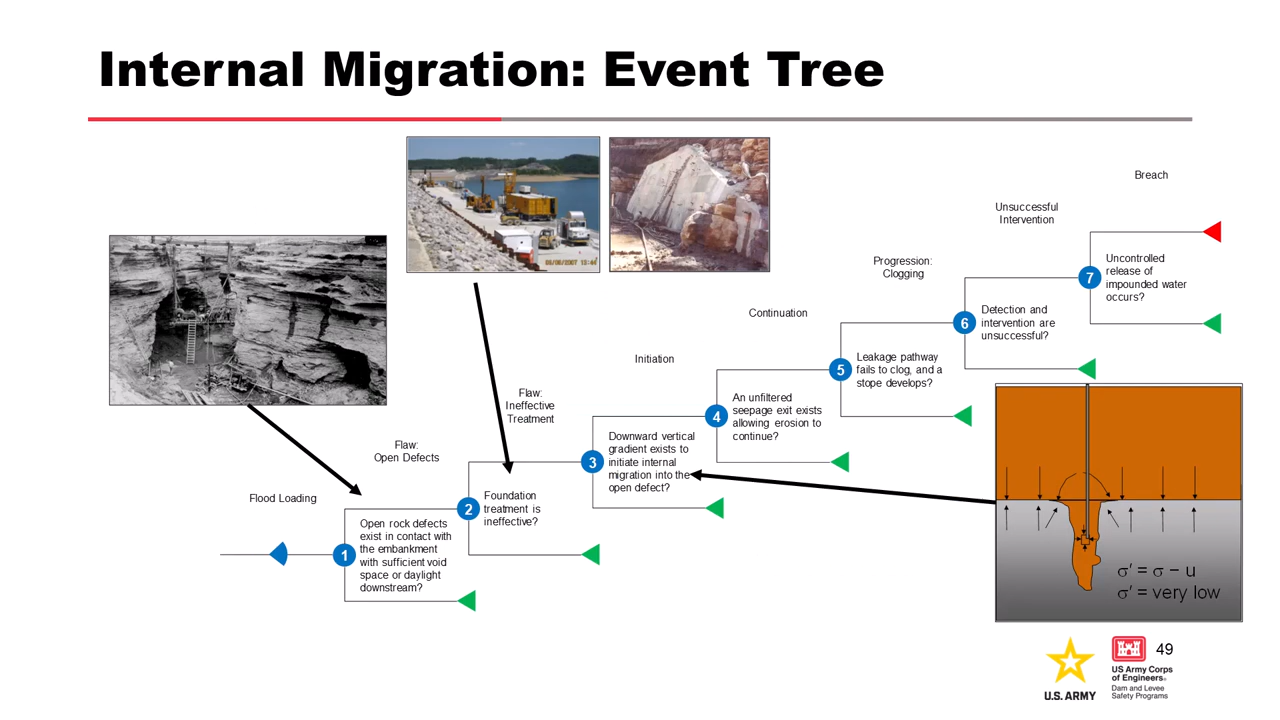 Internal Migration: Event Tree
Breach
Unsuccessful
Intervention
Progression:
Clogging
Continuation
Initiation
Flaw:
Ineffective
Treatment
Flaw:
Open Defects
Flood Loading
1
Open rock defects
exist in contact with
the embankment
with sufficient void
space or daylight
downstream?
2
Foundation
treatment is
ineffective?
3
Downward vertical
gradient exists to
initiate internal
migration into the
open defect?
4
An unfiltered
seepage exit exists
allowing erosion to
continue?
5
Leakage pathway
fails to clog, and a
stope develops?
6
Detection and
intervention are
unsuccessful?
7
Uncontrolled
release of
impounded water
occurs?
σ′ = σ − u
σ′ = very low
U.S. ARMY
US Army Corps
of Engineers®
Dam and Levee
Safety Programs
49